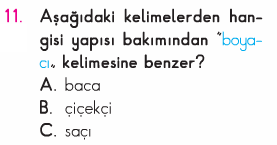 11. Aşağıdaki kelimelerden han-
gisi yapısı bakımından “boya-
cı„ kelimesine benzer?
A. baca
B. çiçekçi
C. saçı